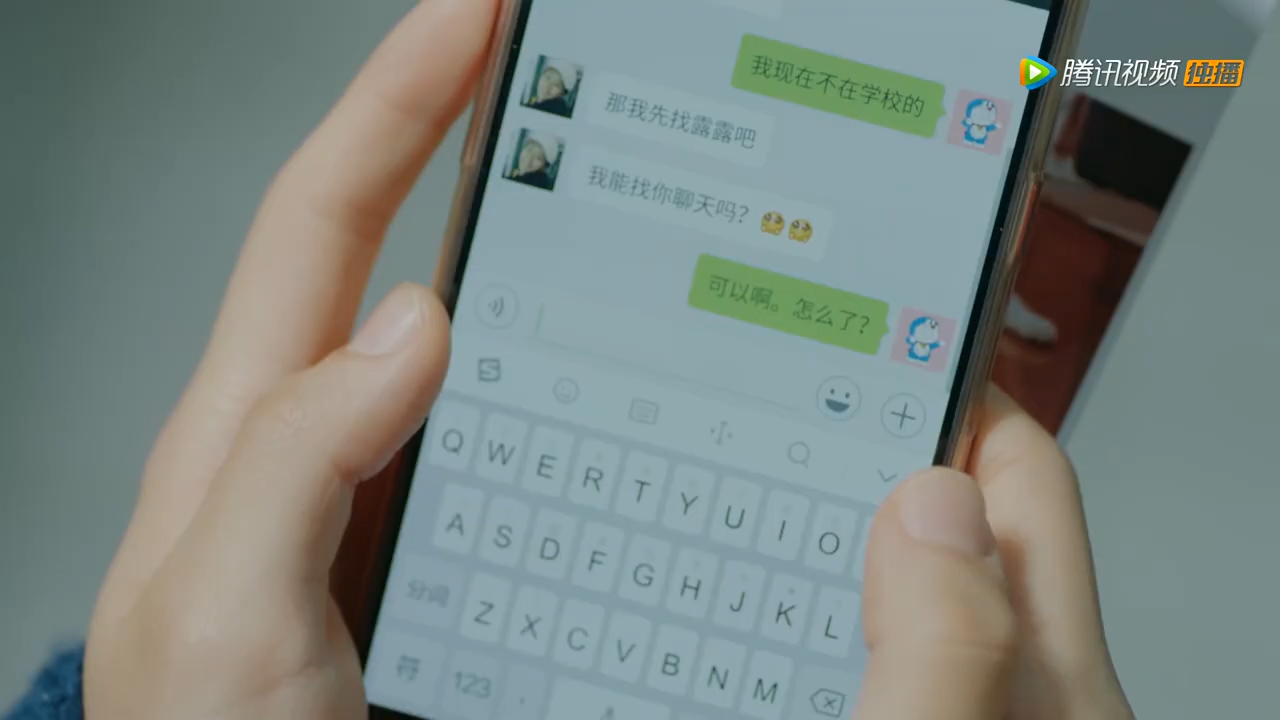 腾讯视频 独播
我现在不在学校的
那我先找露露吧
我能找你聊天吗？
可以啊。怎么了？
Q W E R T Y U I O
A S D F G H J K L
分词 Z X C V B N M
符 123 ,